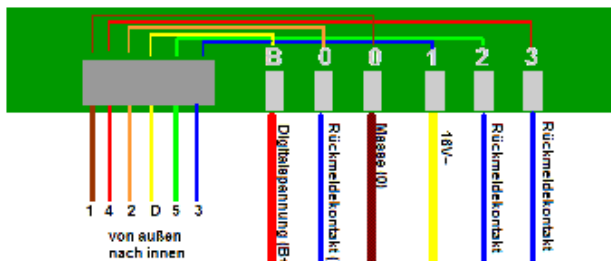 B 0 0 1 2 3
1 4 2 D 5 3
von außen
nach innen
Digitalspannung (B+
Rückmeldekontakt (
Masse (0)
16V~
Rückmeldekontakt
Rückmeldekontakt